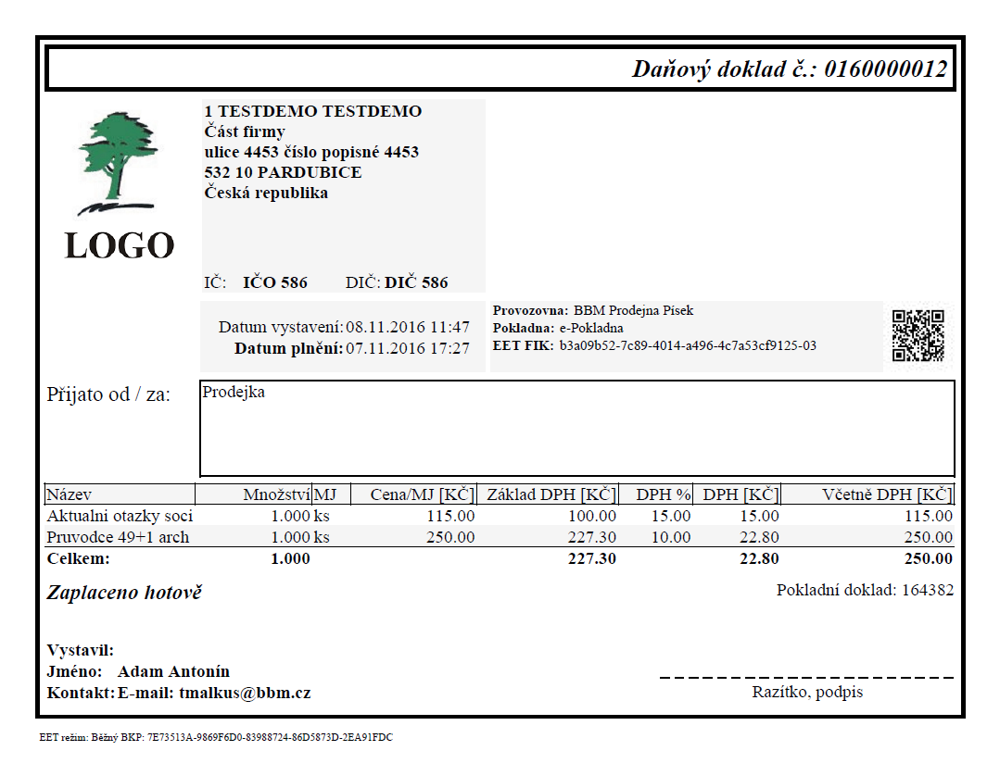 Daňový doklad č.: 0160000012
1 TESTDEMO TESTDEMO
Část firmy
ulice 4453 číslo popisné 4453
532 10 PARDUBICE
Česká republika
LOGO
IČ: IČO 586 DIČ: DIČ 586
Datum vystavení: 08.11.2016 11:47
Datum plnění: 07.11.2016 17:27
Provozovna: BBM Prodejna Písek
Pokladna: e-Pokladna
EET FIK: b3a09b52-7c89-4014-a496-4c7a53cf9125-03
Přijato od / za: Prodejka
Název Množství MJ Cena/MJ [KČ] Základ DPH [KČ] DPH % DPH [KČ] Včetně DPH [KČ]
Aktualni otazky soci 1.000 ks 115.00 100.00 15.00 15.00 115.00
Pruvodce 49+1 arch 1.000 ks 250.00 227.30 10.00 22.80 250.00
Celkem: 1.000 227.30 22.80 250.00
Zaplaceno hotově Pokladní doklad: 164382
Vystavil:
Jméno: Adam Antonín
Kontakt: E-mail: tmalkus@bbm.cz
Razítko, podpis
EET režim: Běžný BKP: 7E73513A-9869F6D0-83988724-86D5873D-2EA91FDC